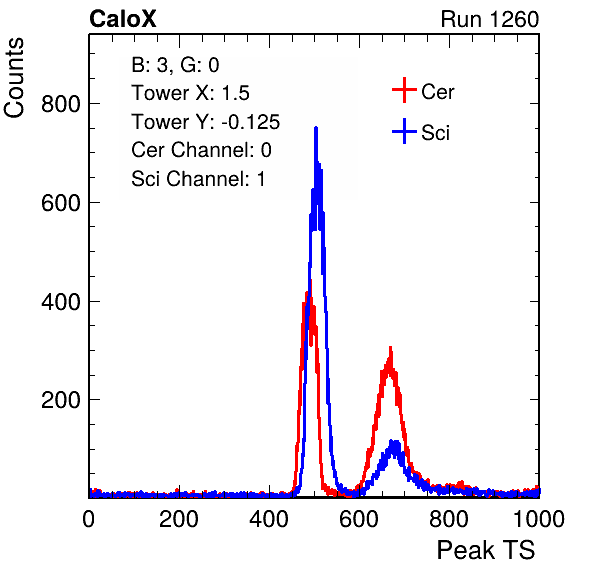 CaloX Run 1260
Counts
B: 3, G: 0
Tower X: 1.5
Tower Y: -0.125
Cer Channel: 0
Sci Channel: 1
Cer
Sci
800
600
400
200
0 200 400 600 800 1000
Peak TS